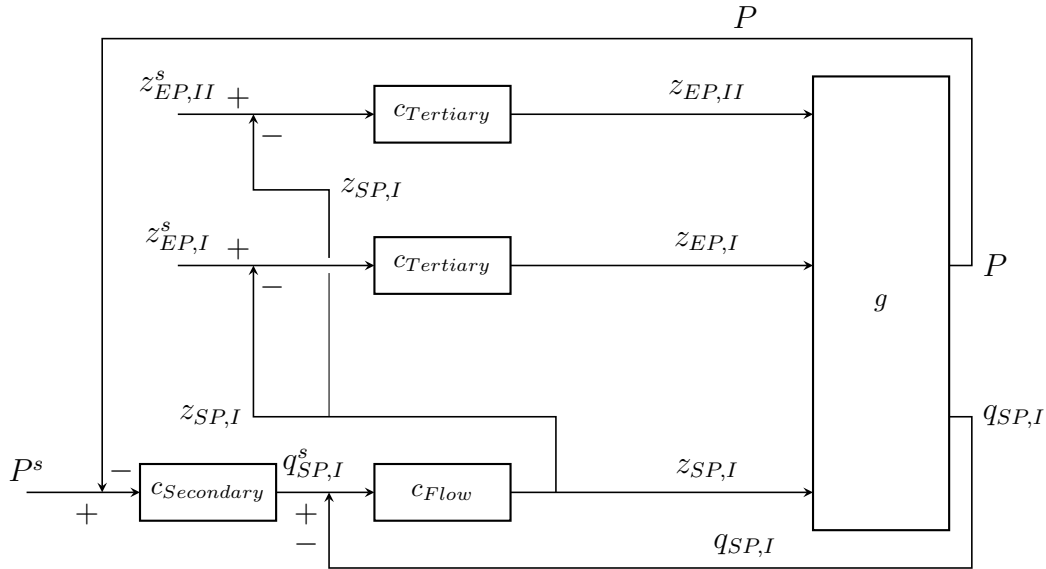 P
z^s_{EP,II} + c_{Tertiary} z_{EP,II}
−
z_{SP,I}
z^s_{EP,I} + c_{Tertiary} z_{EP,I} P
−
g
z_{SP,I} q_{SP,I}
P^s − c_{Secondary} q^s_{SP,I} c_{Flow} z_{SP,I}
+ +
− q_{SP,I}